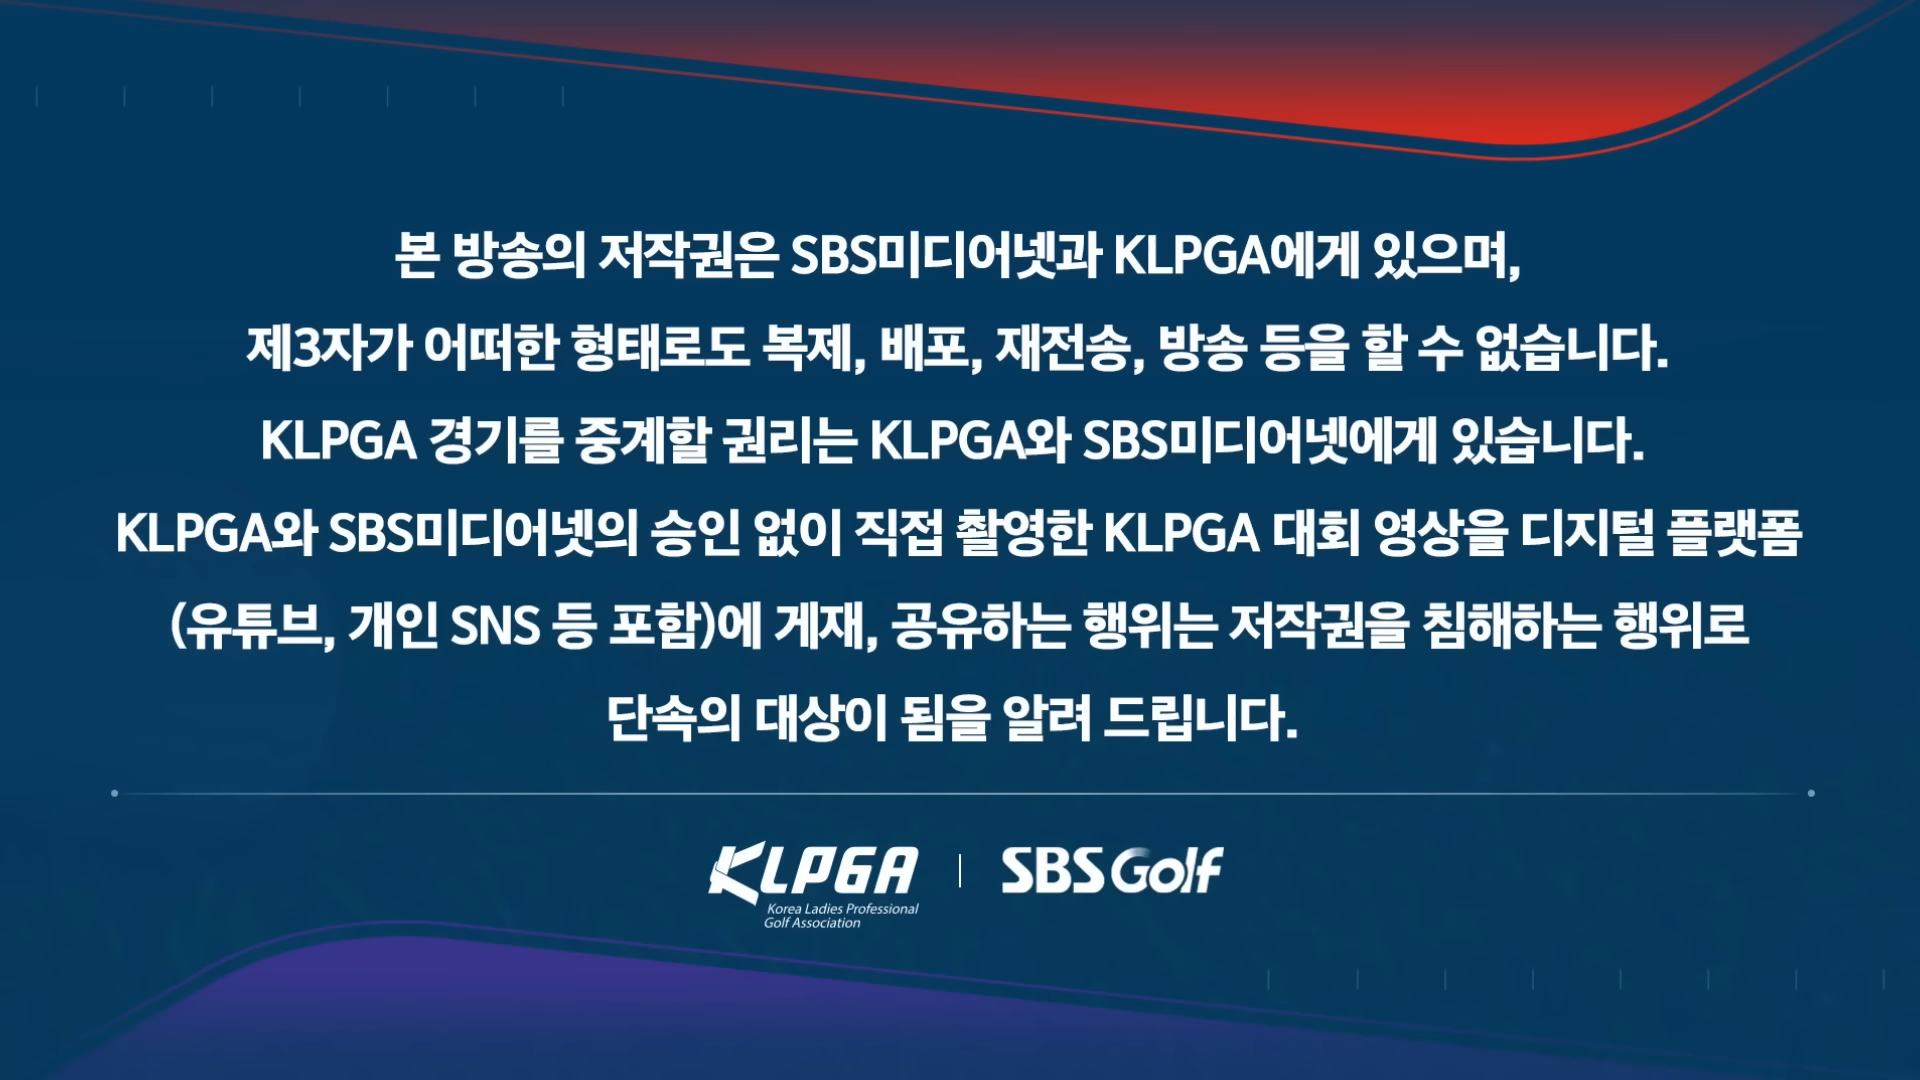 본 방송의 저작권은 SBS미디어넷과 KLPGA에게 있으며,
제3자가 어떠한 형태로도 복제, 배포, 재전송, 방송 등을 할 수 없습니다.
KLPGA 경기를 중계할 권리는 KLPGA와 SBS미디어넷에게 있습니다.
KLPGA와 SBS미디어넷의 승인 없이 직접 촬영한 KLPGA 대회 영상을 디지털 플랫폼
(유튜브, 개인 SNS 등 포함)에 게재, 공유하는 행위는 저작권을 침해하는 행위로
단속의 대상이 됨을 알려 드립니다.
KLPGA | SBS Golf
Korea Ladies Professional
Golf Association